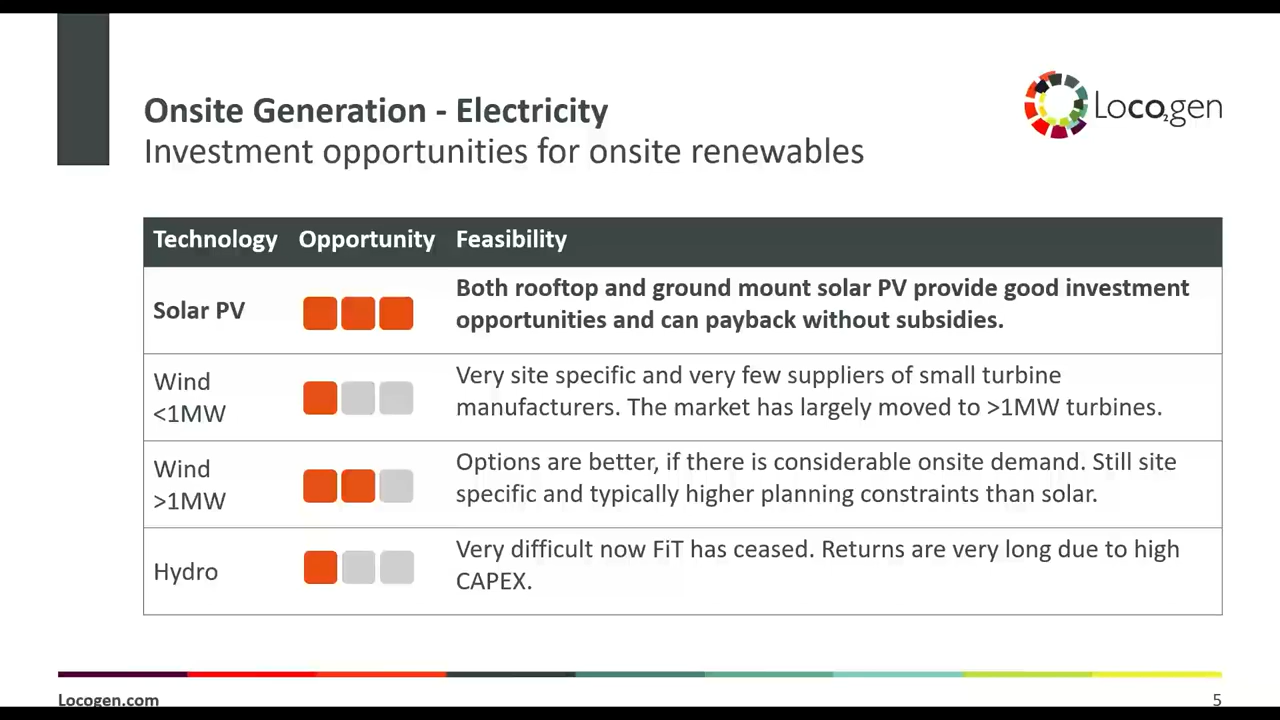 Onsite Generation - Electricity
Investment opportunities for onsite renewables
Loco₂gen
Technology Opportunity Feasibility
Solar PV
Both rooftop and ground mount solar PV provide good investment
opportunities and can payback without subsidies.
Wind
<1MW
Very site specific and very few suppliers of small turbine
manufacturers. The market has largely moved to >1MW turbines.
Wind
>1MW
Options are better, if there is considerable onsite demand. Still site
specific and typically higher planning constraints than solar.
Hydro
Very difficult now FiT has ceased. Returns are very long due to high
CAPEX.
Locogen.com
5